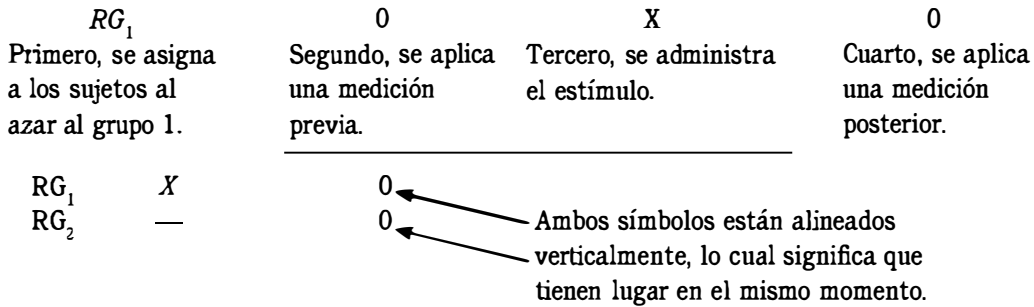 RG₁ 0 X 0
Primero, se asigna Segundo, se aplica Tercero, se administra Cuarto, se aplica
a los sujetos al una medición el estímulo. una medición
azar al grupo 1. previa. posterior.
RG₁ X 0
RG₂ — 0 Ambos símbolos están alineados
verticalmente, lo cual significa que
tienen lugar en el mismo momento.